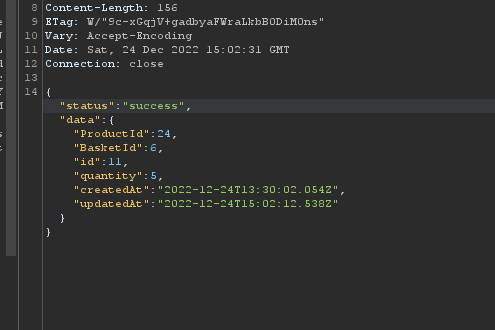 8 Content-Length: 156
9 ETag: W/"9c-xGqjV+gadbyaFWraLkbBODiM0ns"
10 Vary: Accept-Encoding
11 Date: Sat, 24 Dec 2022 15:02:31 GMT
12 Connection: close
13
14 {
"status":"success",
"data":{
"ProductId":24,
"BasketId":6,
"id":11,
"quantity":5,
"createdAt":"2022-12-24T13:30:02.054Z",
"updatedAt":"2022-12-24T15:02:12.538Z"
}
}